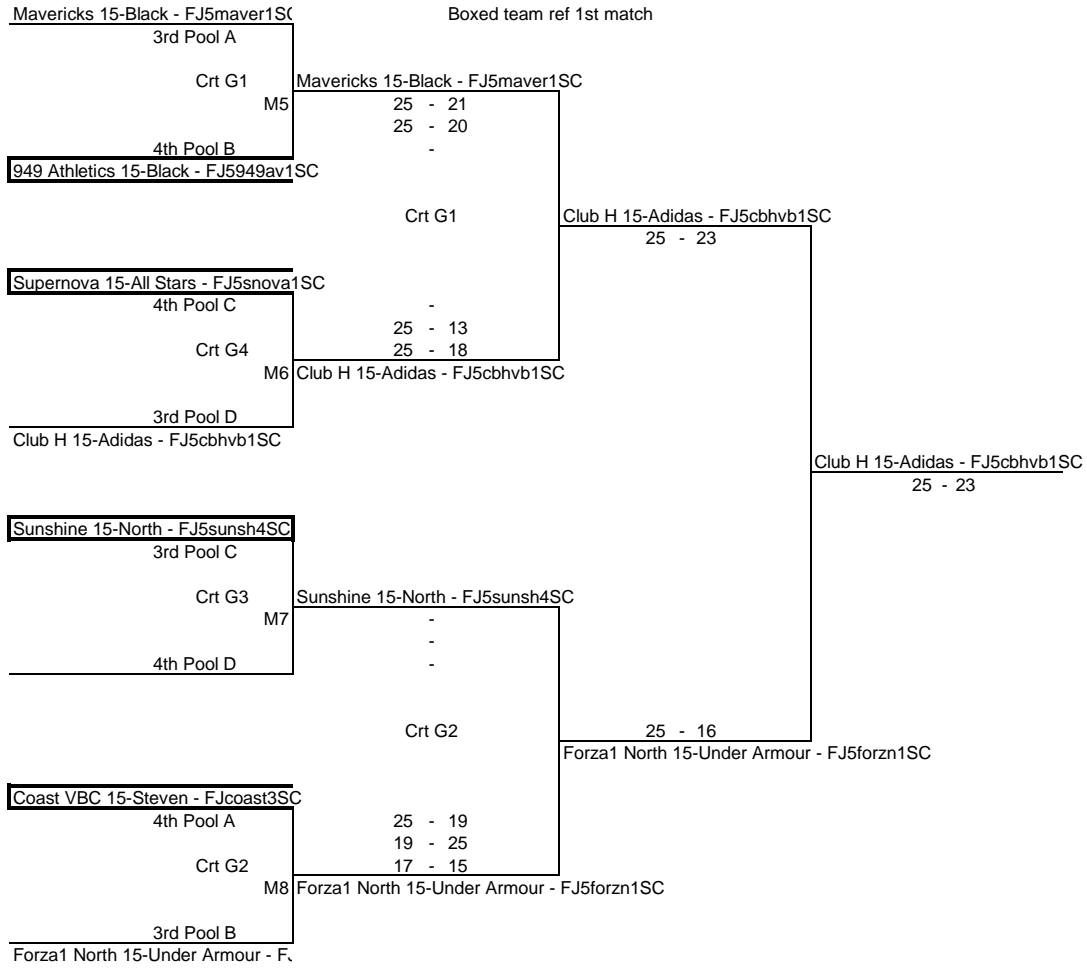 Mavericks 15-Black - FJ5maver1SC
Boxed team ref 1st match
3rd Pool A
Crt G1
Mavericks 15-Black - FJ5maver1SC
M5
25 - 21
25 - 20
4th Pool B
-
949 Athletics 15-Black - FJ5949av1SC
Crt G1
Club H 15-Adidas - FJ5cbhvb1SC
25 - 23
Supernova 15-All Stars - FJ5snova1SC
4th Pool C
-
25 - 13
Crt G4
25 - 18
M6
Club H 15-Adidas - FJ5cbhvb1SC
3rd Pool D
Club H 15-Adidas - FJ5cbhvb1SC
Club H 15-Adidas - FJ5cbhvb1SC
25 - 23
Sunshine 15-North - FJ5sunsh4SC
3rd Pool C
Crt G3
Sunshine 15-North - FJ5sunsh4SC
M7
-
-
4th Pool D
-
Crt G2
25 - 16
Forza1 North 15-Under Armour - FJ5forzn1SC
Coast VBC 15-Steven - FJcoast3SC
4th Pool A
25 - 19
19 - 25
Crt G2
17 - 15
M8
Forza1 North 15-Under Armour - FJ5forzn1SC
3rd Pool B
Forza1 North 15-Under Armour - FJ